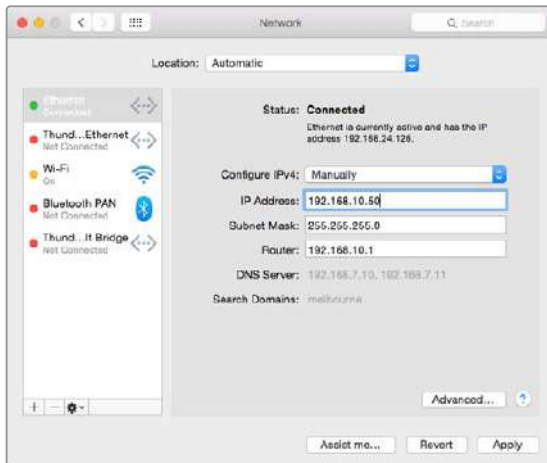 Network
Search
Location: Automatic
Ethernet
Connected
Thund...Ethernet
Not Connected
Wi-Fi
On
Bluetooth PAN
Not Connected
Thund...lt Bridge
Not Connected
Status: Connected
Ethernet is currently active and has the IP
address 192.168.24.126.
Configure IPv4: Manually
IP Address: 192.168.10.50
Subnet Mask: 255.255.255.0
Router: 192.168.10.1
DNS Server: 192.168.7.10, 192.168.7.11
Search Domains: melbourne
Advanced... ?
+ −
Assist me... Revert Apply